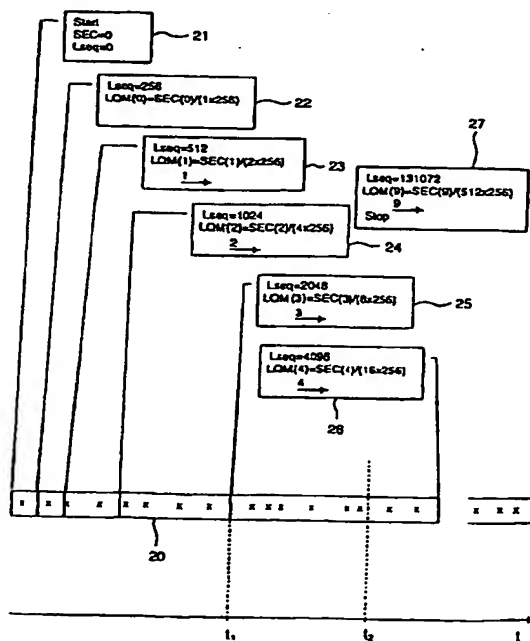 Start
SEC=0
Lseq=0
21
Lseq=256
LOM(0)=SEC(0)/(1x256)
22
Lseq=512
LOM(1)=SEC(1)/(2x256)
1
23
Lseq=131072
LOM(9)=SEC(9)/(512x256)
9
Stop
27
Lseq=1024
LOM(2)=SEC(2)/(4x256)
2
24
Lseq=2048
LOM(3)=SEC(3)/(8x256)
3
25
Lseq=4096
LOM(4)=SEC(4)/(16x256)
4
26
x x x x x x x x x x x x x x x x x x x x
20
t1 t2 t